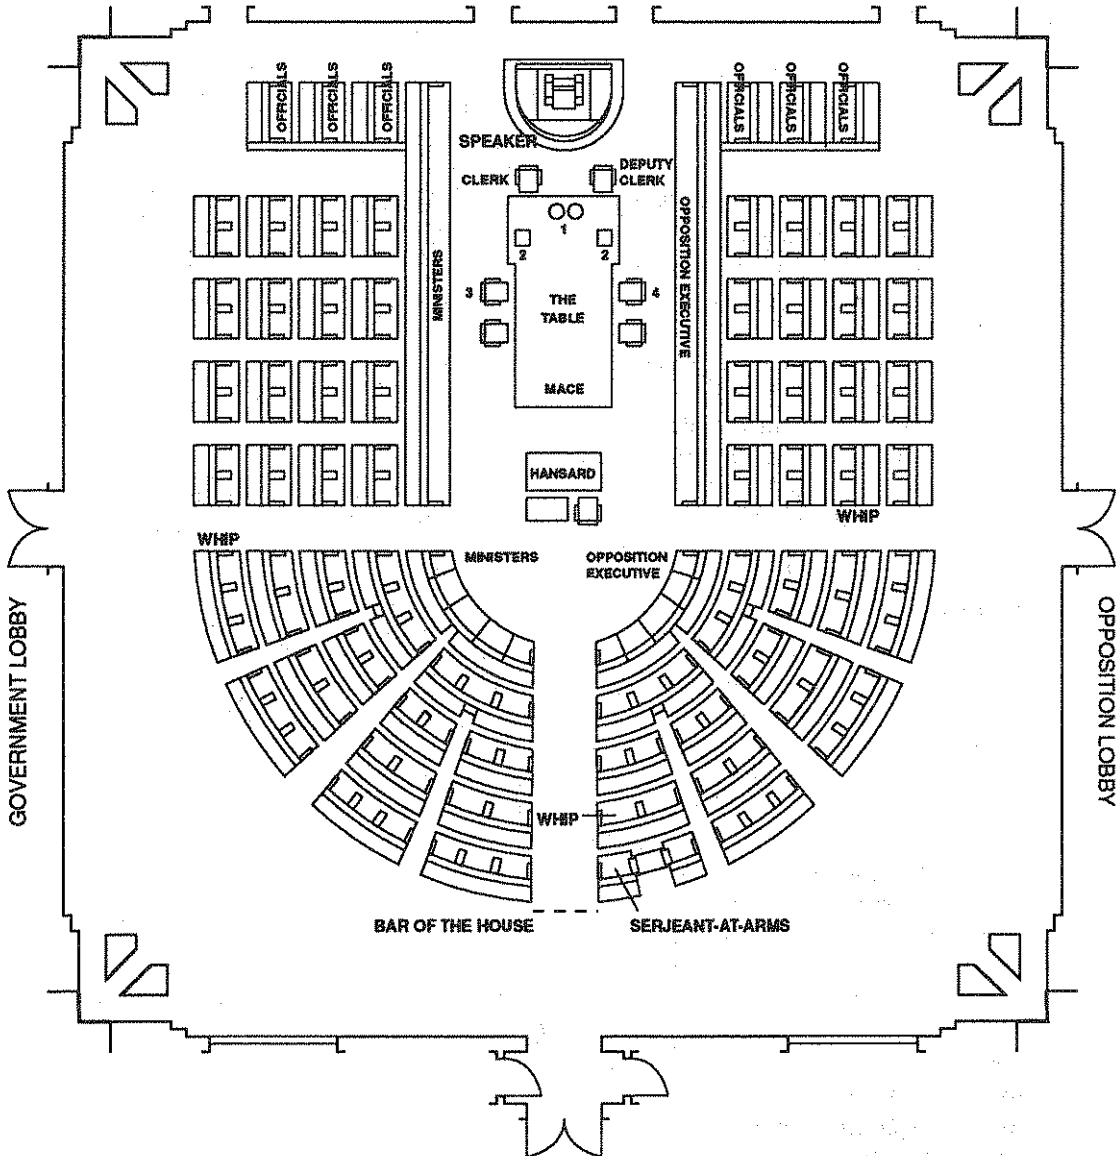 OFFICIALS
OFFICIALS
OFFICIALS
OFFICIALS
OFFICIALS
OFFICIALS
SPEAKER
CLERK
DEPUTY
CLERK
1
2
2
MINISTERS
OPPOSITION EXECUTIVE
3
4
THE
TABLE
MACE
HANSARD
WHIP
WHIP
MINISTERS
OPPOSITION
EXECUTIVE
GOVERNMENT LOBBY
OPPOSITION LOBBY
WHIP
BAR OF THE HOUSE
SERJEANT-AT-ARMS